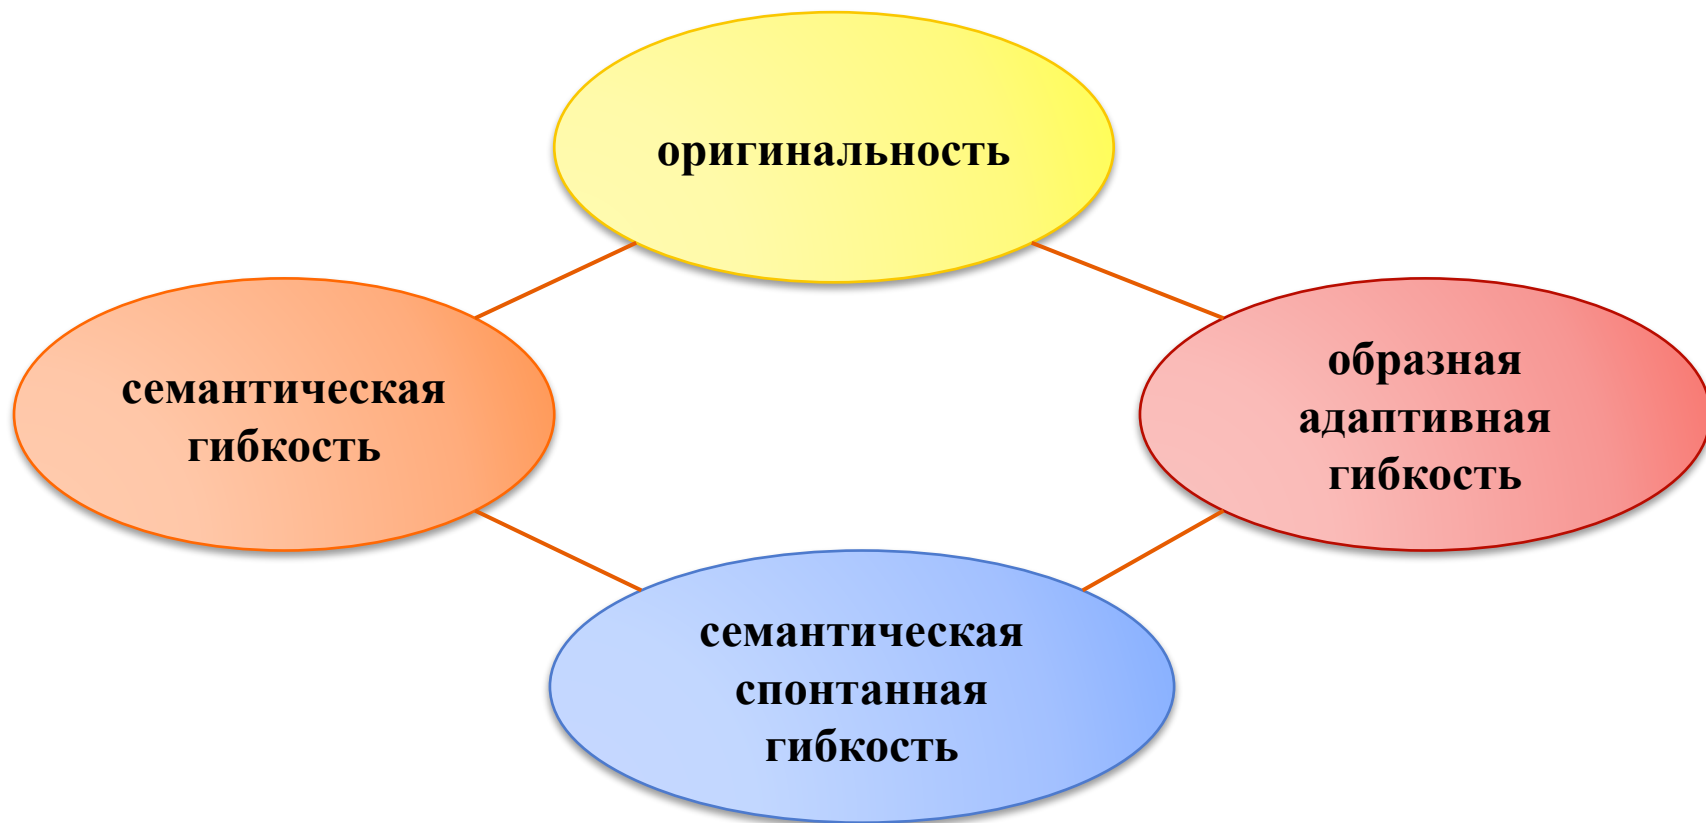 оригинальность
семантическая
гибкость
образная
адаптивная
гибкость
семантическая
спонтанная
гибкость